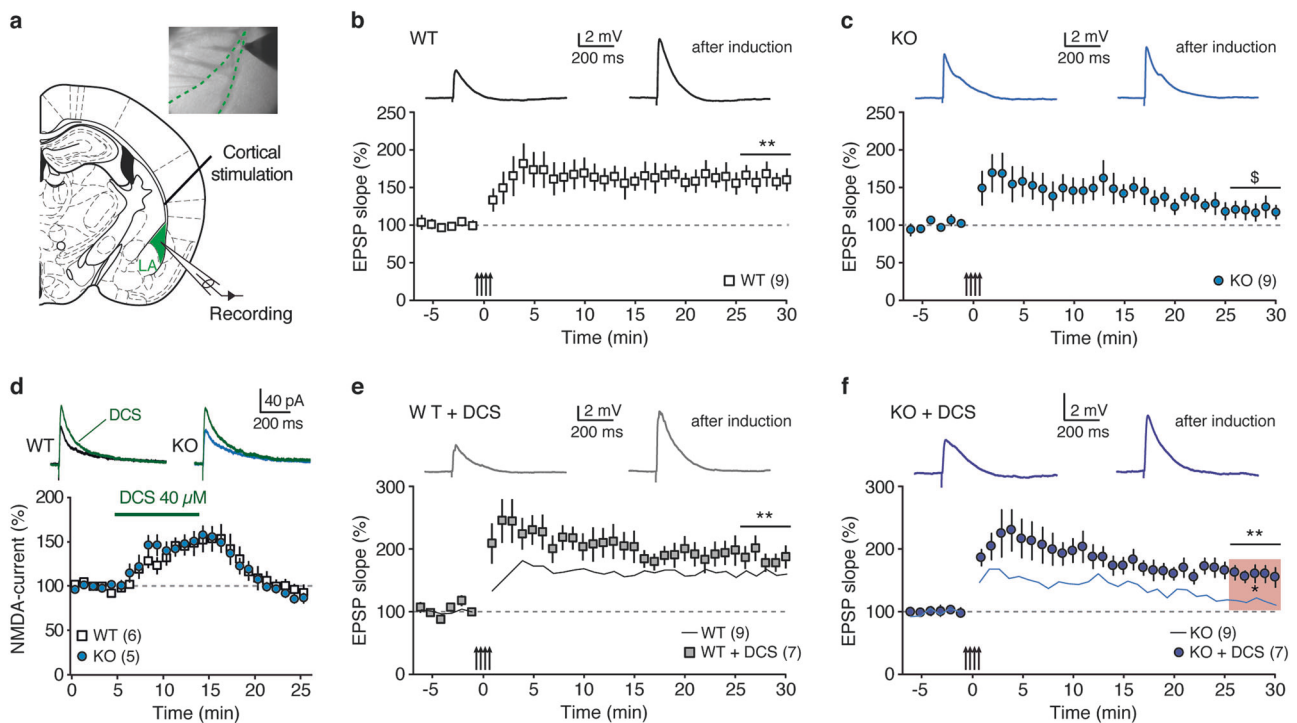 a
Cortical
stimulation
LA
Recording
b
WT
2 mV
200 ms
after induction
250
200
150
100
50
0
EPSP slope (%)
**
WT (9)
-5 0 5 10 15 20 25 30
Time (min)
c
KO
2 mV
200 ms
after induction
250
200
150
100
50
0
EPSP slope (%)
$
KO (9)
-5 0 5 10 15 20 25 30
Time (min)
d
DCS
WT
KO
40 pA
200 ms
DCS 40 µM
200
150
100
50
0
NMDA-current (%)
WT (6)
KO (5)
0 5 10 15 20 25
Time (min)
e
W T + DCS
2 mV
200 ms
after induction
300
200
100
0
EPSP slope (%)
**
WT (9)
WT + DCS (7)
-5 0 5 10 15 20 25 30
Time (min)
f
KO + DCS
2 mV
200 ms
after induction
300
200
100
0
EPSP slope (%)
**
*
KO (9)
KO + DCS (7)
-5 0 5 10 15 20 25 30
Time (min)